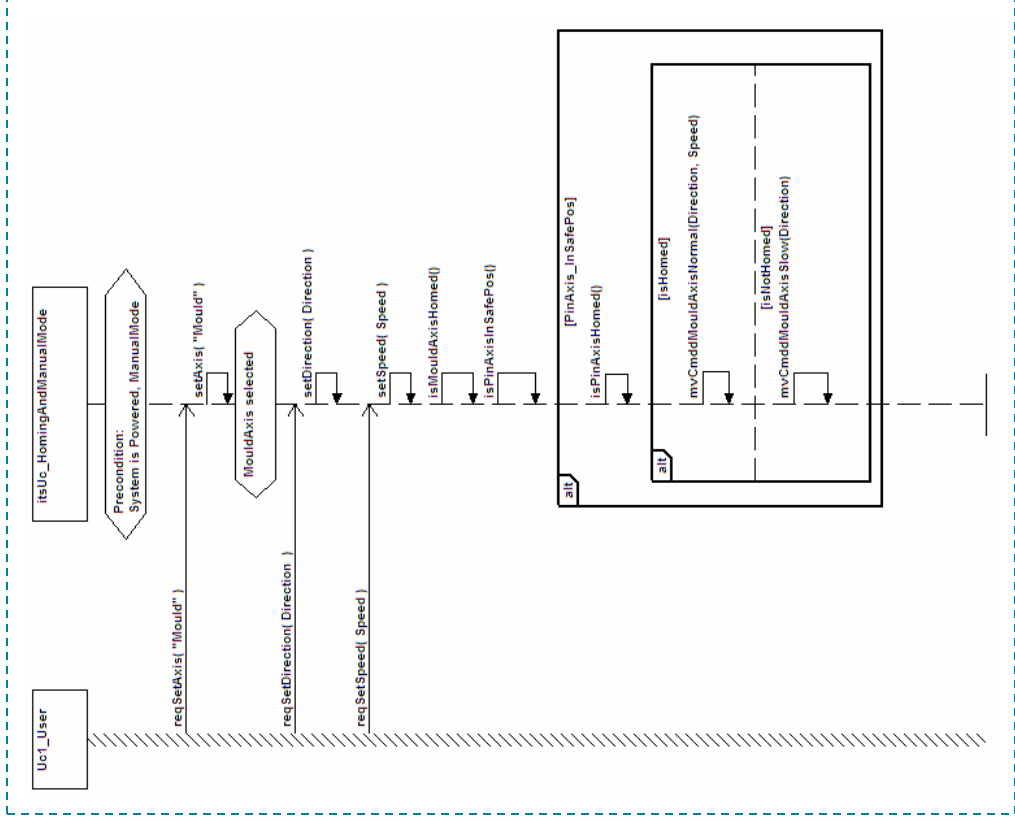 Uc1_User
itsUc_HomingAndManualMode
Precondition:
System is Powered, ManualMode
reqSetAxis( "Mould" )
setAxis( "Mould" )
MouldAxis selected
reqSetDirection( Direction )
setDirection( Direction )
reqSetSpeed( Speed )
setSpeed( Speed )
isMouldAxisHomed()
isPinAxisInSafePos()
alt
[PinAxis_InSafePos]
isPinAxisHomed()
alt
[isHomed]
mvCmddMouldAxisNormal(Direction, Speed)
[isNotHomed]
mvCmddMouldAxisSlow(Direction)